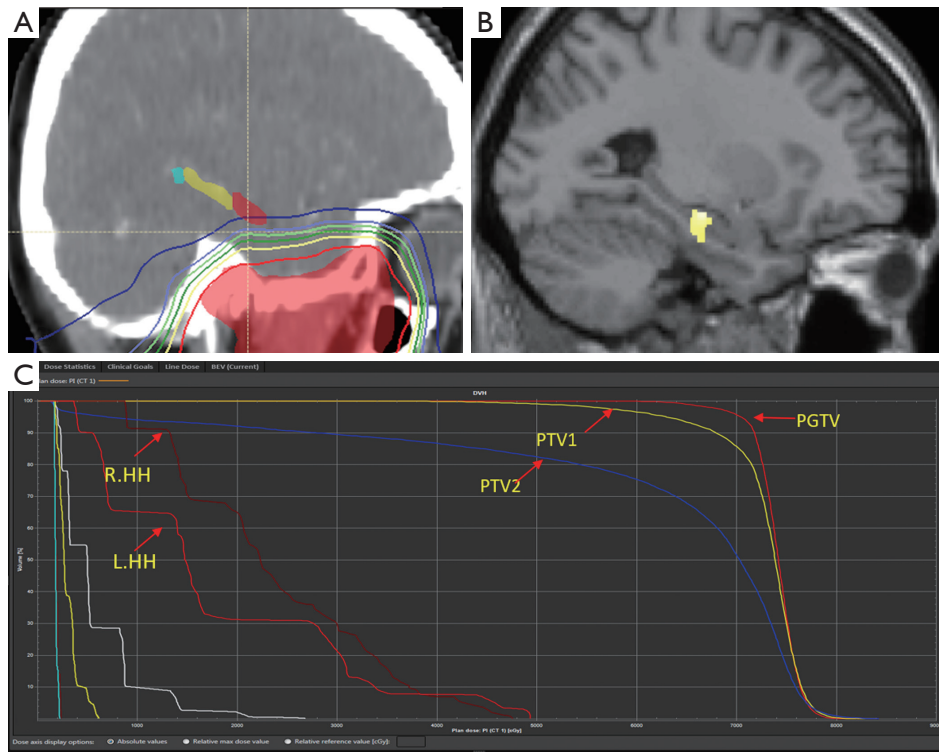 A
B
C
Dose Statistics Clinical Goals Line Dose BEV (Current)
Plan dose: Pl (CT 1)
DVH
100
90
80
70
60
50
40
30
20
10
Volume [%]
PGTV
PTV1
PTV2
R.HH
L.HH
1000 2000 3000 4000 5000 6000 7000 8000 9000
Plan dose: Pl (CT 1) [cGy]
Dose axis display options: Absolute values Relative max dose value Relative reference value [cGy]: